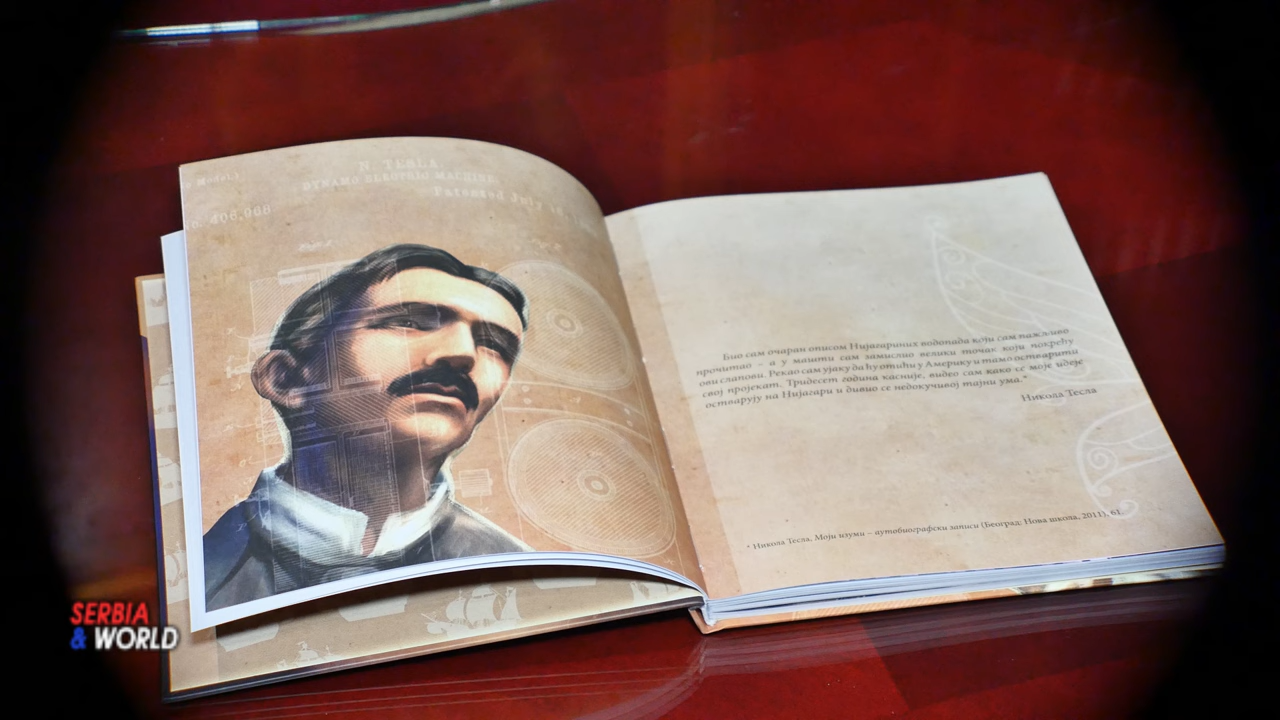 N. TESLA.
DYNAMO ELECTRIC MACHINE.
Patented July
406,968
Био сам очаран описом Нијагариних водопада који сам пажљиво
прочитао – а у машти сам замислио велики точак који покрећу
ови слапови. Рекао сам ујаку да ћу отићи у Америку и тамо остварити
свој пројекат. Тридесет година касније, видео сам како се моје идеје
остварују на Нијагари и дивио се недокучивој тајни ума.*
Никола Тесла
* Никола Тесла, Моји изуми – аутобиографски записи (Београд: Нова школа, 2011), 61.
SERBIA
& WORLD